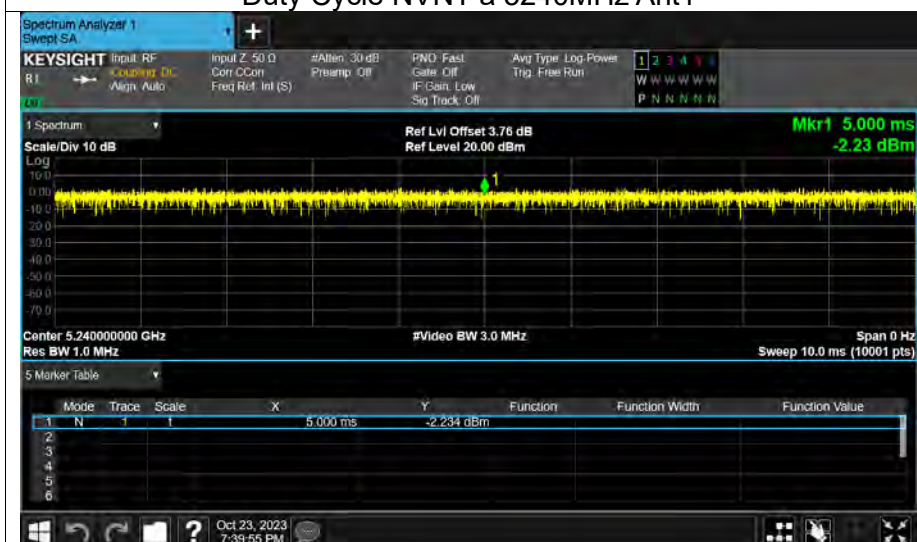 Duty Cycle NVNT a 5240MHz Ant1
Spectrum Analyzer 1
Swept SA
+
KEYSIGHT Input: RF Input Z: 50 Ω #Atten: 30 dB PNO: Fast Avg Type: Log-Power 1 2 3 4 5 6
R L Coupling: DC Corr CCorr Preamp: Off Gate: Off Trig: Free Run W W W W W W
Align: Auto Freq Ref: Int (S) IF Gain: Low
Sig Track: Off P N N N N N
1 Spectrum Ref Lvl Offset 3.76 dB Mkr1 5.000 ms
Scale/Div 10 dB Ref Level 20.00 dBm -2.23 dBm
Log
10.0
0.00
-10.0
-20.0
-30.0
-40.0
-50.0
-60.0
-70.0
1
Center 5.240000000 GHz #Video BW 3.0 MHz Span 0 Hz
Res BW 1.0 MHz Sweep 10.0 ms (10001 pts)
5 Marker Table
Mode Trace Scale X Y Function Function Width Function Value
1 N 1 t 5.000 ms -2.234 dBm
2
3
4
5
6
? Oct 23, 2023
7:39:55 PM